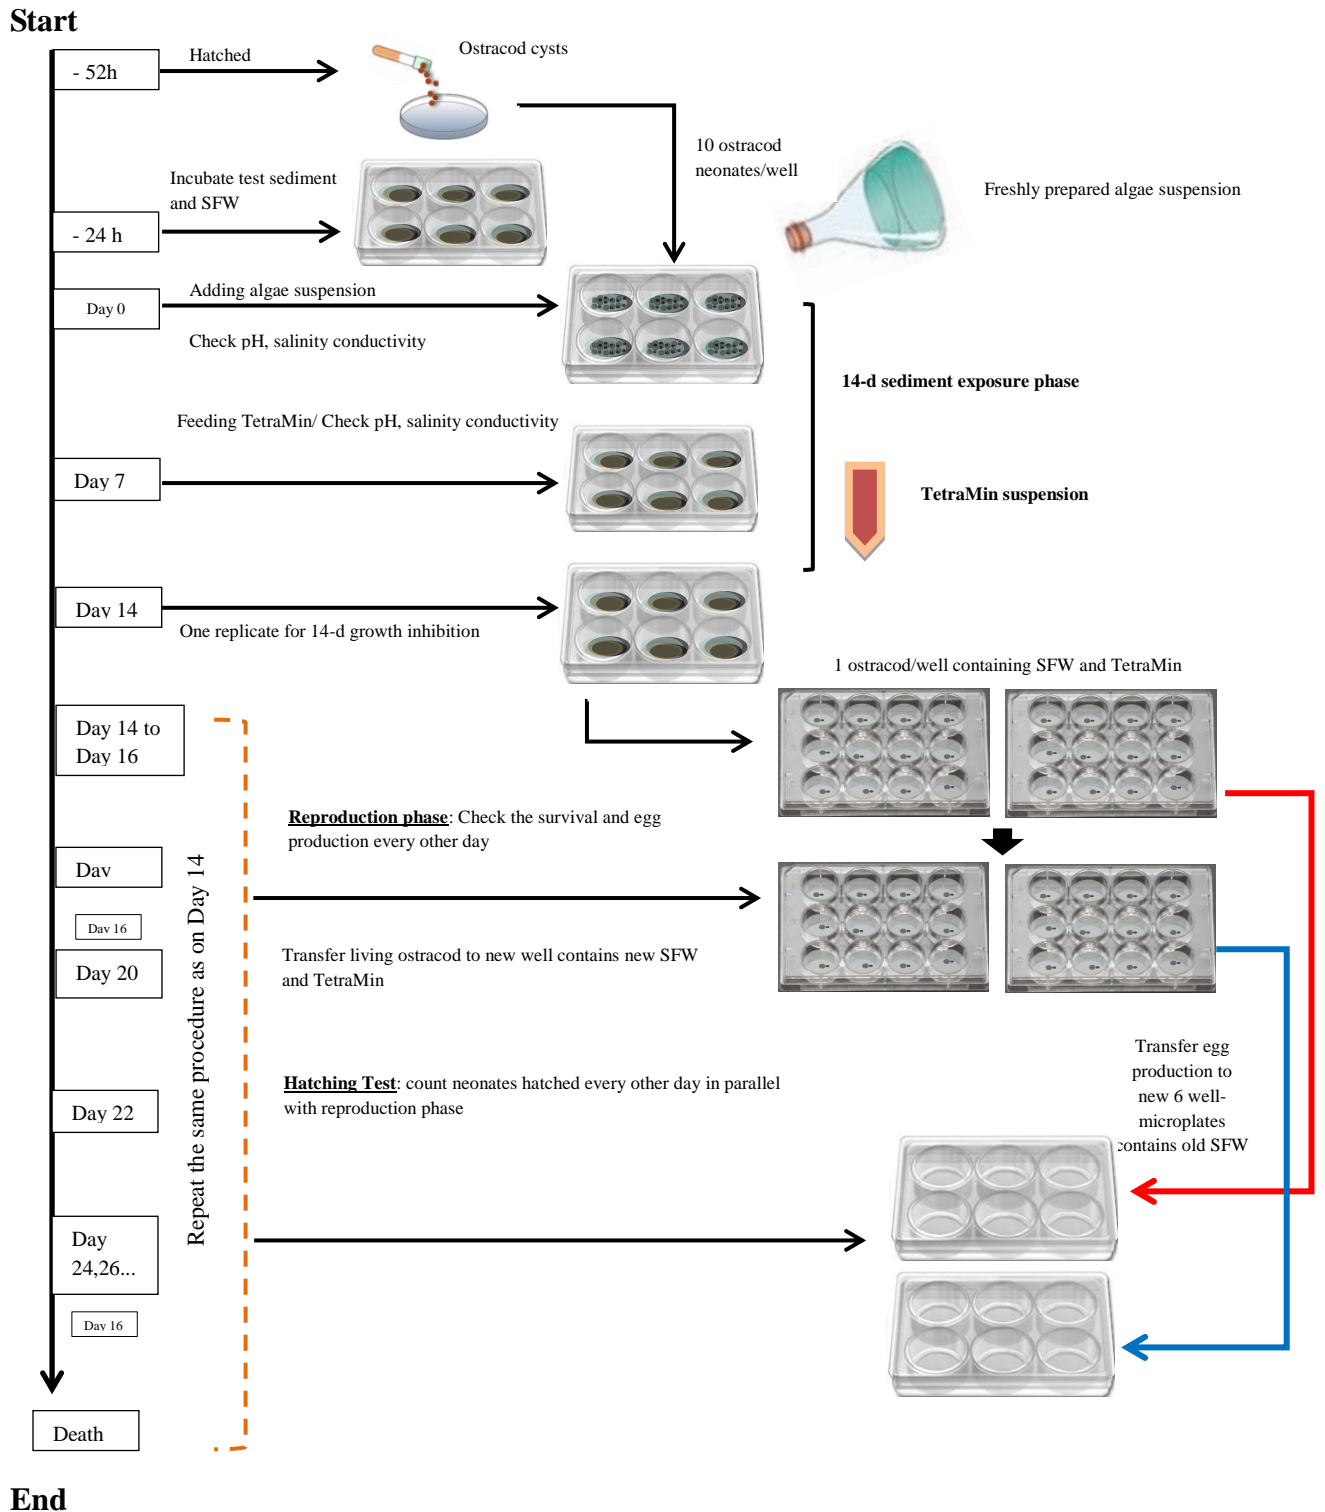 Start
- 52h
Hatched
Ostracod cysts
10 ostracod
neonates/well
Freshly prepared algae suspension
Incubate test sediment
and SFW
- 24 h
Day 0
Adding algae suspension
Check pH, salinity conductivity
14-d sediment exposure phase
Feeding TetraMin/ Check pH, salinity conductivity
Day 7
TetraMin suspension
Day 14
One replicate for 14-d growth inhibition
1 ostracod/well containing SFW and TetraMin
Day 14 to
Day 16
Reproduction phase: Check the survival and egg
production every other day
Day
Day 16
Day 20
Repeat the same procedure as on Day 14
Transfer living ostracod to new well contains new SFW
and TetraMin
Transfer egg
production to
new 6 well-
microplates
contains old SFW
Hatching Test: count neonates hatched every other day in parallel
with reproduction phase
Day 22
Day
24,26...
Day 16
Death
End